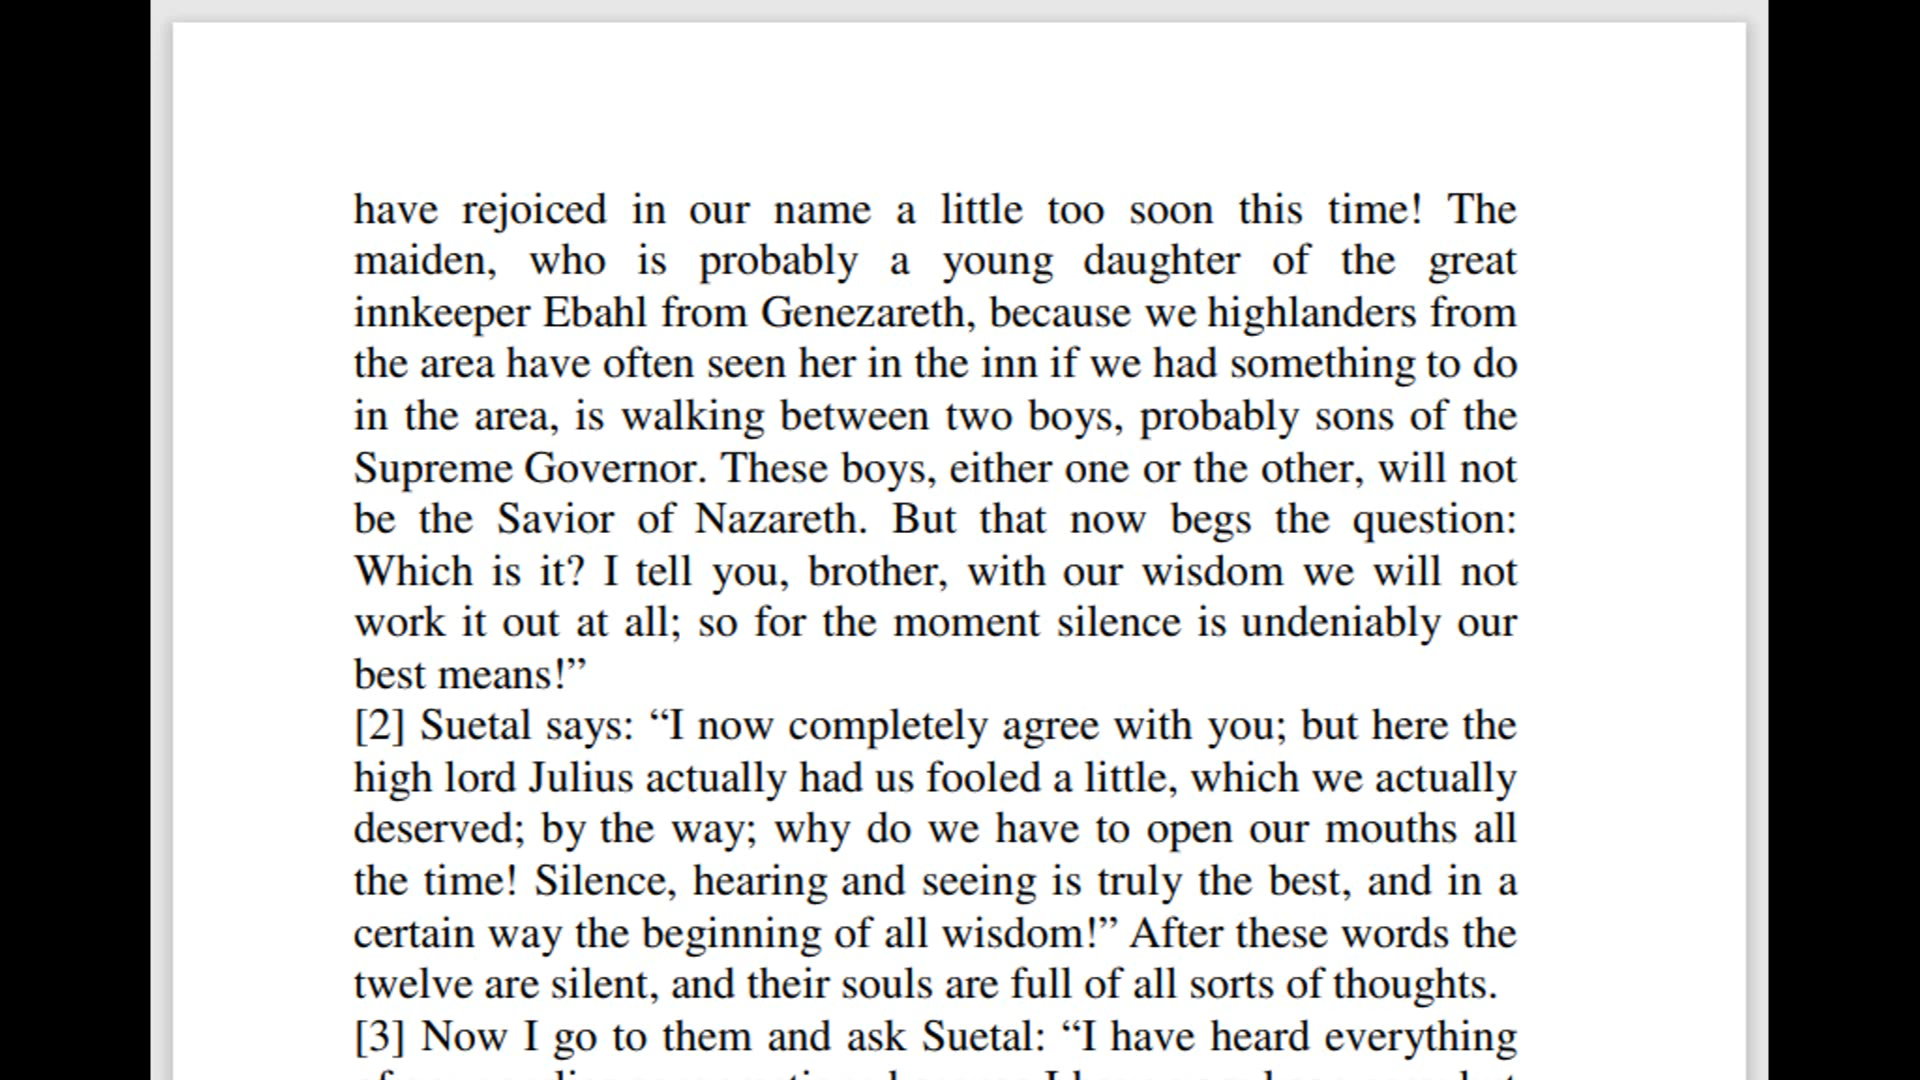 have rejoiced in our name a little too soon this time! The
maiden, who is probably a young daughter of the great
innkeeper Ebahl from Genezareth, because we highlanders from
the area have often seen her in the inn if we had something to do
in the area, is walking between two boys, probably sons of the
Supreme Governor. These boys, either one or the other, will not
be the Savior of Nazareth. But that now begs the question:
Which is it? I tell you, brother, with our wisdom we will not
work it out at all; so for the moment silence is undeniably our
best means!”
[2] Suetal says: “I now completely agree with you; but here the
high lord Julius actually had us fooled a little, which we actually
deserved; by the way; why do we have to open our mouths all
the time! Silence, hearing and seeing is truly the best, and in a
certain way the beginning of all wisdom!” After these words the
twelve are silent, and their souls are full of all sorts of thoughts.
[3] Now I go to them and ask Suetal: “I have heard everything